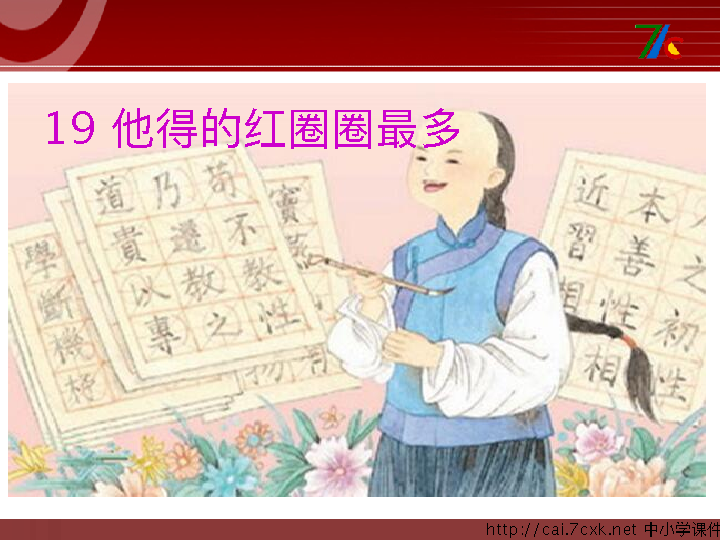 19 他得的红圈圈最多
人之初性
本善性相
近習相
苟不教性
乃遷教之
道貴以專
學斷機杼
http://cai.7cxk.net 中小学课件